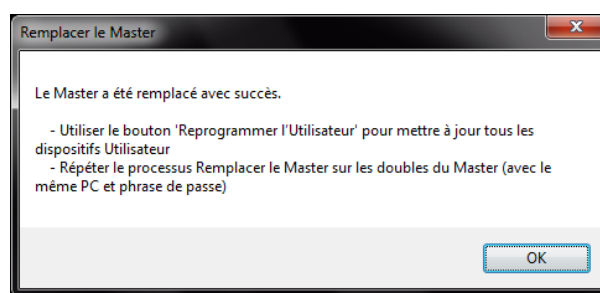 Remplacer le Master
Le Master a été remplacé avec succès.
- Utiliser le bouton 'Reprogrammer l'Utilisateur' pour mettre à jour tous les
dispositifs Utilisateur
- Répéter le processus Remplacer le Master sur les doubles du Master (avec le
même PC et phrase de passe)
OK